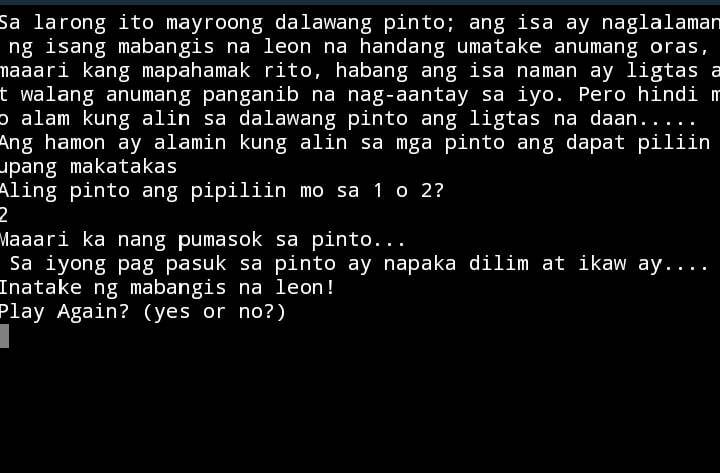 Sa larong ito mayroong dalawang pinto; ang isa ay naglalaman
ng isang mabangis na leon na handang umatake anumang oras,
maaari kang mapahamak rito, habang ang isa naman ay ligtas a
t walang anumang panganib na nag-aantay sa iyo. Pero hindi m
o alam kung alin sa dalawang pinto ang ligtas na daan.....
Ang hamon ay alamin kung alin sa mga pinto ang dapat piliin
upang makatakas
Aling pinto ang pipiliin mo sa 1 o 2?
2
Maaari ka nang pumasok sa pinto...
Sa iyong pag pasuk sa pinto ay napaka dilim at ikaw ay....
Inatake ng mabangis na leon!
Play Again? (yes or no?)